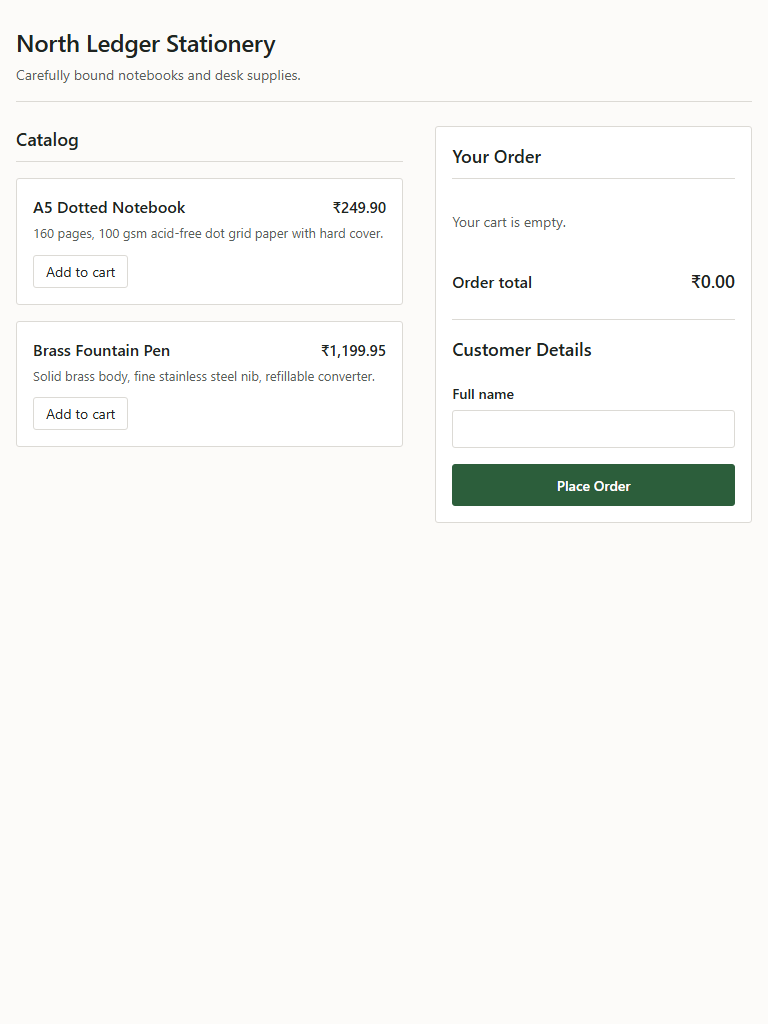 North Ledger Stationery
Carefully bound notebooks and desk supplies.
Catalog
A5 Dotted Notebook ₹249.90
160 pages, 100 gsm acid-free dot grid paper with hard cover.
Add to cart
Brass Fountain Pen ₹1,199.95
Solid brass body, fine stainless steel nib, refillable converter.
Add to cart
Your Order
Your cart is empty.
Order total ₹0.00
Customer Details
Full name
Place Order